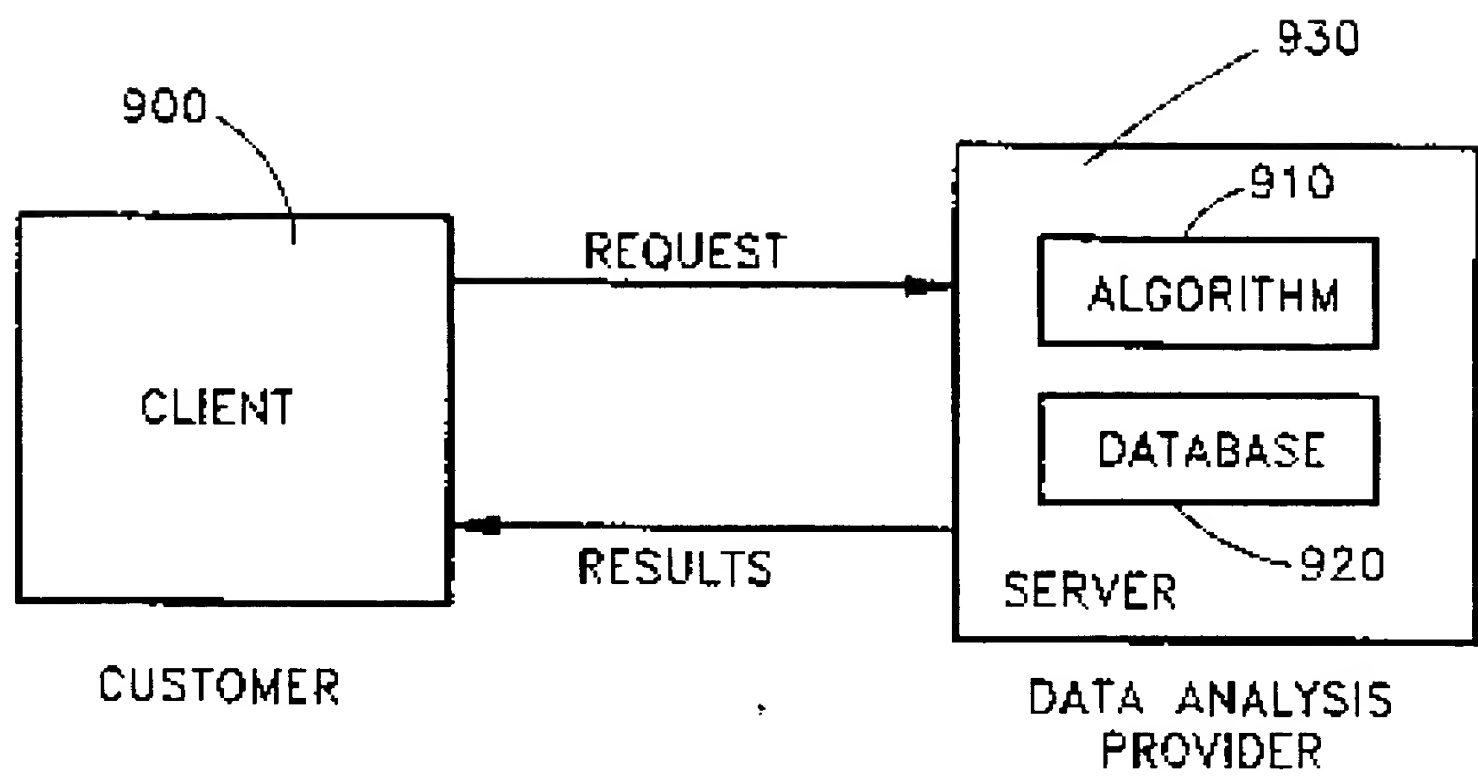 930
900
910
REQUEST
ALGORITHM
CLIENT
DATABASE
RESULTS
920
SERVER
CUSTOMER
DATA ANALYSIS
PROVIDER